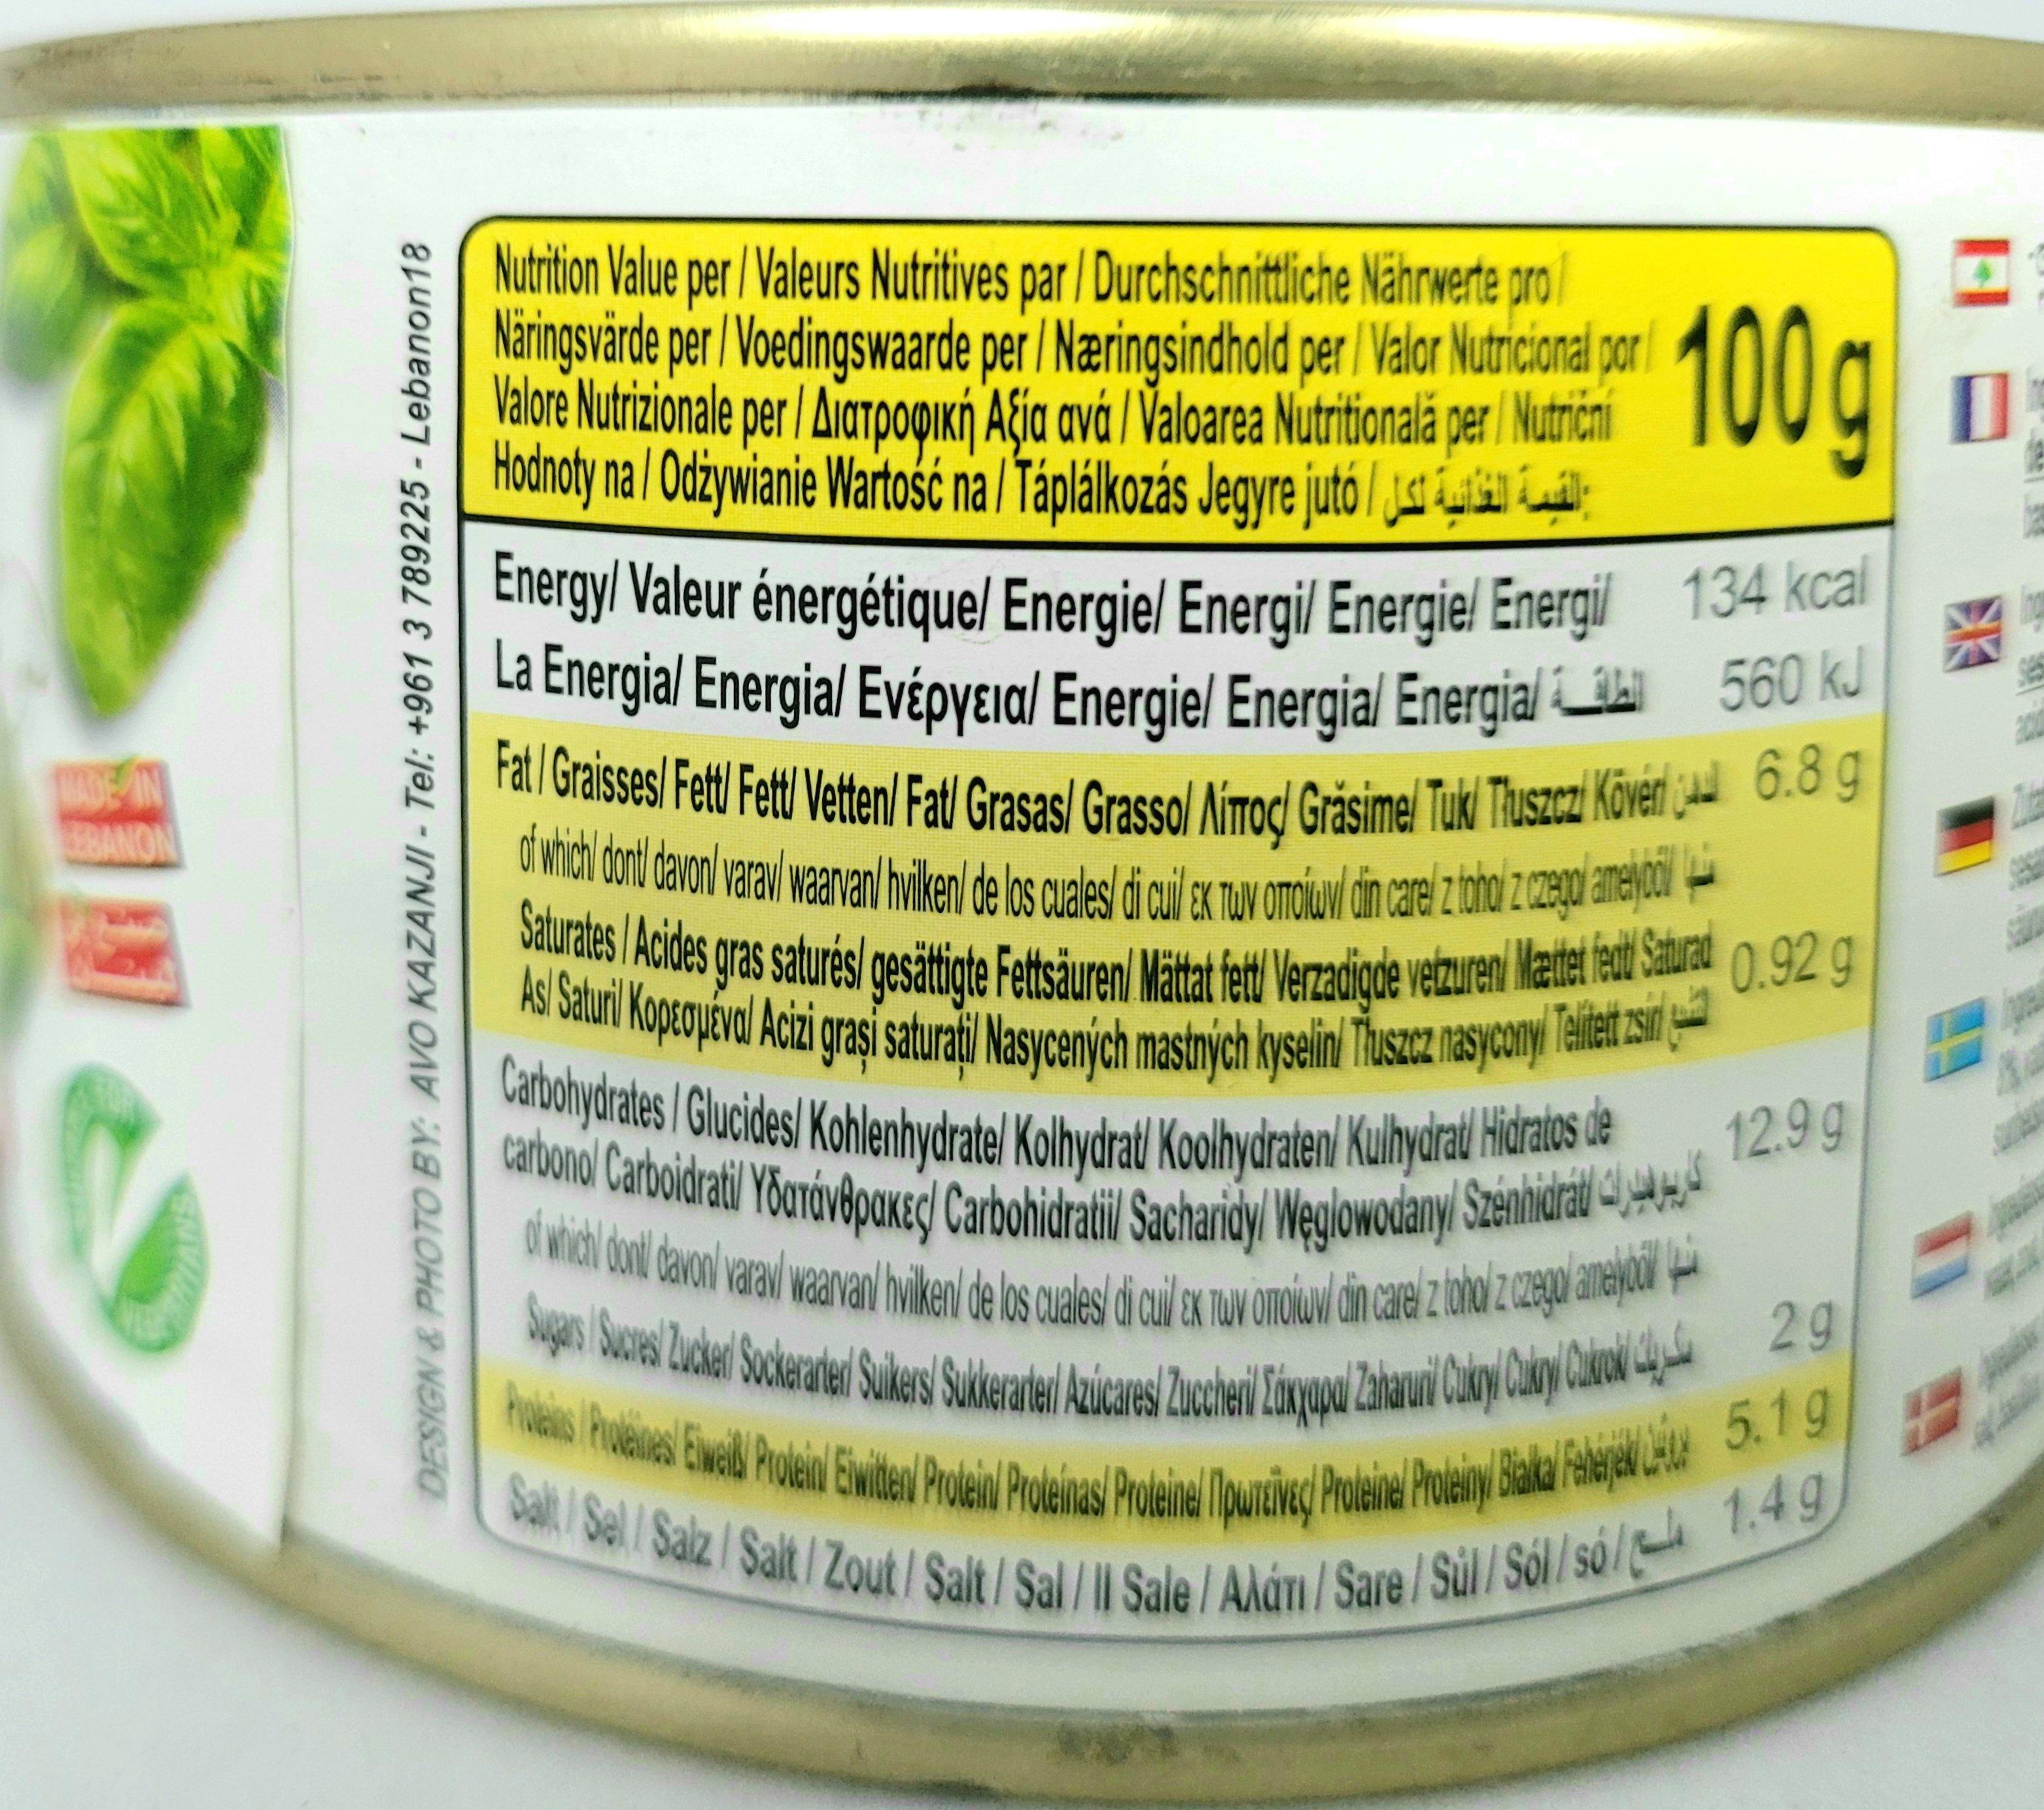 Nutrition Value per / Valeurs Nutritives par / Durchschnittliche Nährwerte pro /
Näringsvärde per / Voedingswaarde per / Næringsindhold per / Valor Nutricional por /
Valore Nutrizionale per / Διατροφική Αξία ανά / Valoarea Nutritională per / Nutriční
Hodnoty na / Odżywianie Wartość na / Táplálkozás Jegyre jutó / القيمة الغذائية لكل:
100 g
Energy/ Valeur énergétique/ Energie/ Energi/ Energie/ Energi/ 134 kcal
La Energia/ Energia/ Ενέργεια/ Energie/ Energia/ Energia/ الطاقـــة 560 kJ
Fat / Graisses/ Fett/ Fett/ Vetten/ Fat/ Grasas/ Grasso/ Λίπος/ Grăsime/ Tuk/ Tłuszcz/ Kövér/ الدهن 6.8 g
of which/ dont/ davon/ varav/ waarvan/ hvilken/ de los cuales/ di cui/ εκ των οποίων/ din care/ z toho/ z czego/ amelyből/ منها
Saturates / Acides gras saturés/ gesättigte Fettsäuren/ Mättat fett/ Verzadigde vetzuren/ Mættet fedt/ Saturad 0.92 g
As/ Saturi/ Κορεσμένα/ Acizi grași saturați/ Nasycených mastných kyselin/ Tłuszcz nasycony/ Telített zsír/
Carbohydrates / Glucides/ Kohlenhydrate/ Kolhydrat/ Koolhydraten/ Kulhydrat/ Hidratos de 12.9 g
carbono/ Carboidrati/ Υδατάνθρακες/ Carbohidratii/ Sacharidy/ Węglowodany/ Szénhidrát/ كاربوهيدرات
of which/ dont/ davon/ varav/ waarvan/ hvilken/ de los cuales/ di cui/ εκ των οποίων/ din care/ z toho/ z czego/ amelyből/ منها
Sugars / Sucres/ Zucker/ Sockerarter/ Suikers/ Sukkerarter/ Azúcares/ Zuccheri/ Σάκχαρα/ Zaharuri/ Cukry/ Cukry/ Cukrok/ سكريات 2 g
Proteins / Protéines/ Eiweiß/ Protein/ Eiwitten/ Protein/ Proteínas/ Proteine/ Πρωτεΐνες/ Proteine/ Proteiny/ Białka/ Fehérjék/ بروتين 5.1 g
Salt / Sel / Salz / Salt / Zout / Salt / Sal / Il Sale / Αλάτι / Sare / Sůl / Sól / só / ملـــح 1.4 g
DESIGN & PHOTO BY: AVO KAZANJI - Tel: +961 3 789225 - Lebanon18
MADE IN
LEBANON
VEGETARIANS